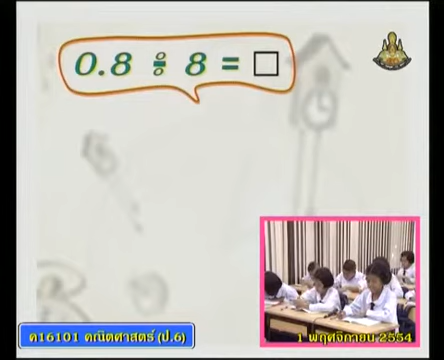 0.8 ÷ 8 = □
ค16101 คณิตศาสตร์ (ป.6)
1 พฤศจิกายน 2554